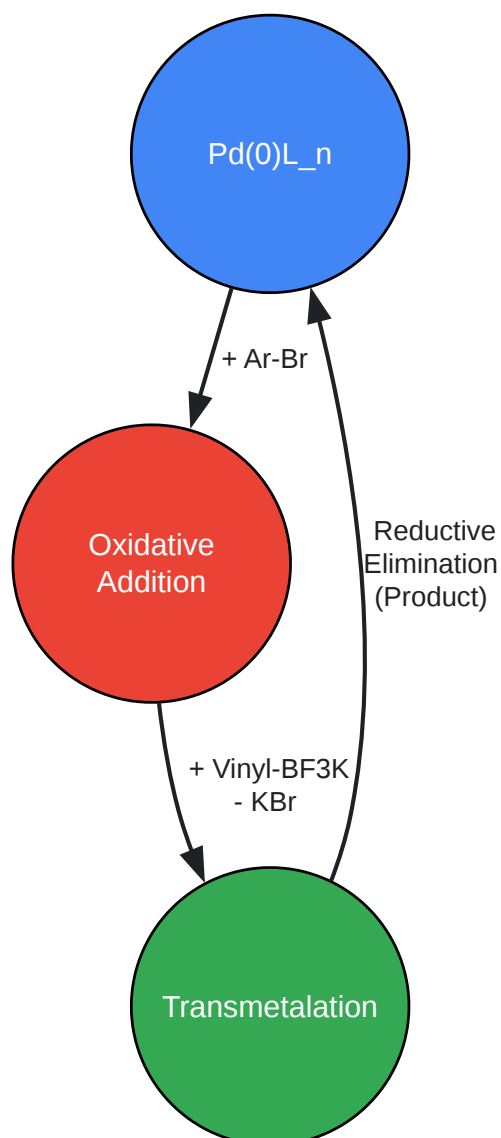 Pd(0)L_n
+ Ar-Br
Oxidative
Addition
Reductive
Elimination
(Product)
+ Vinyl-BF3K
- KBr
Transmetalation